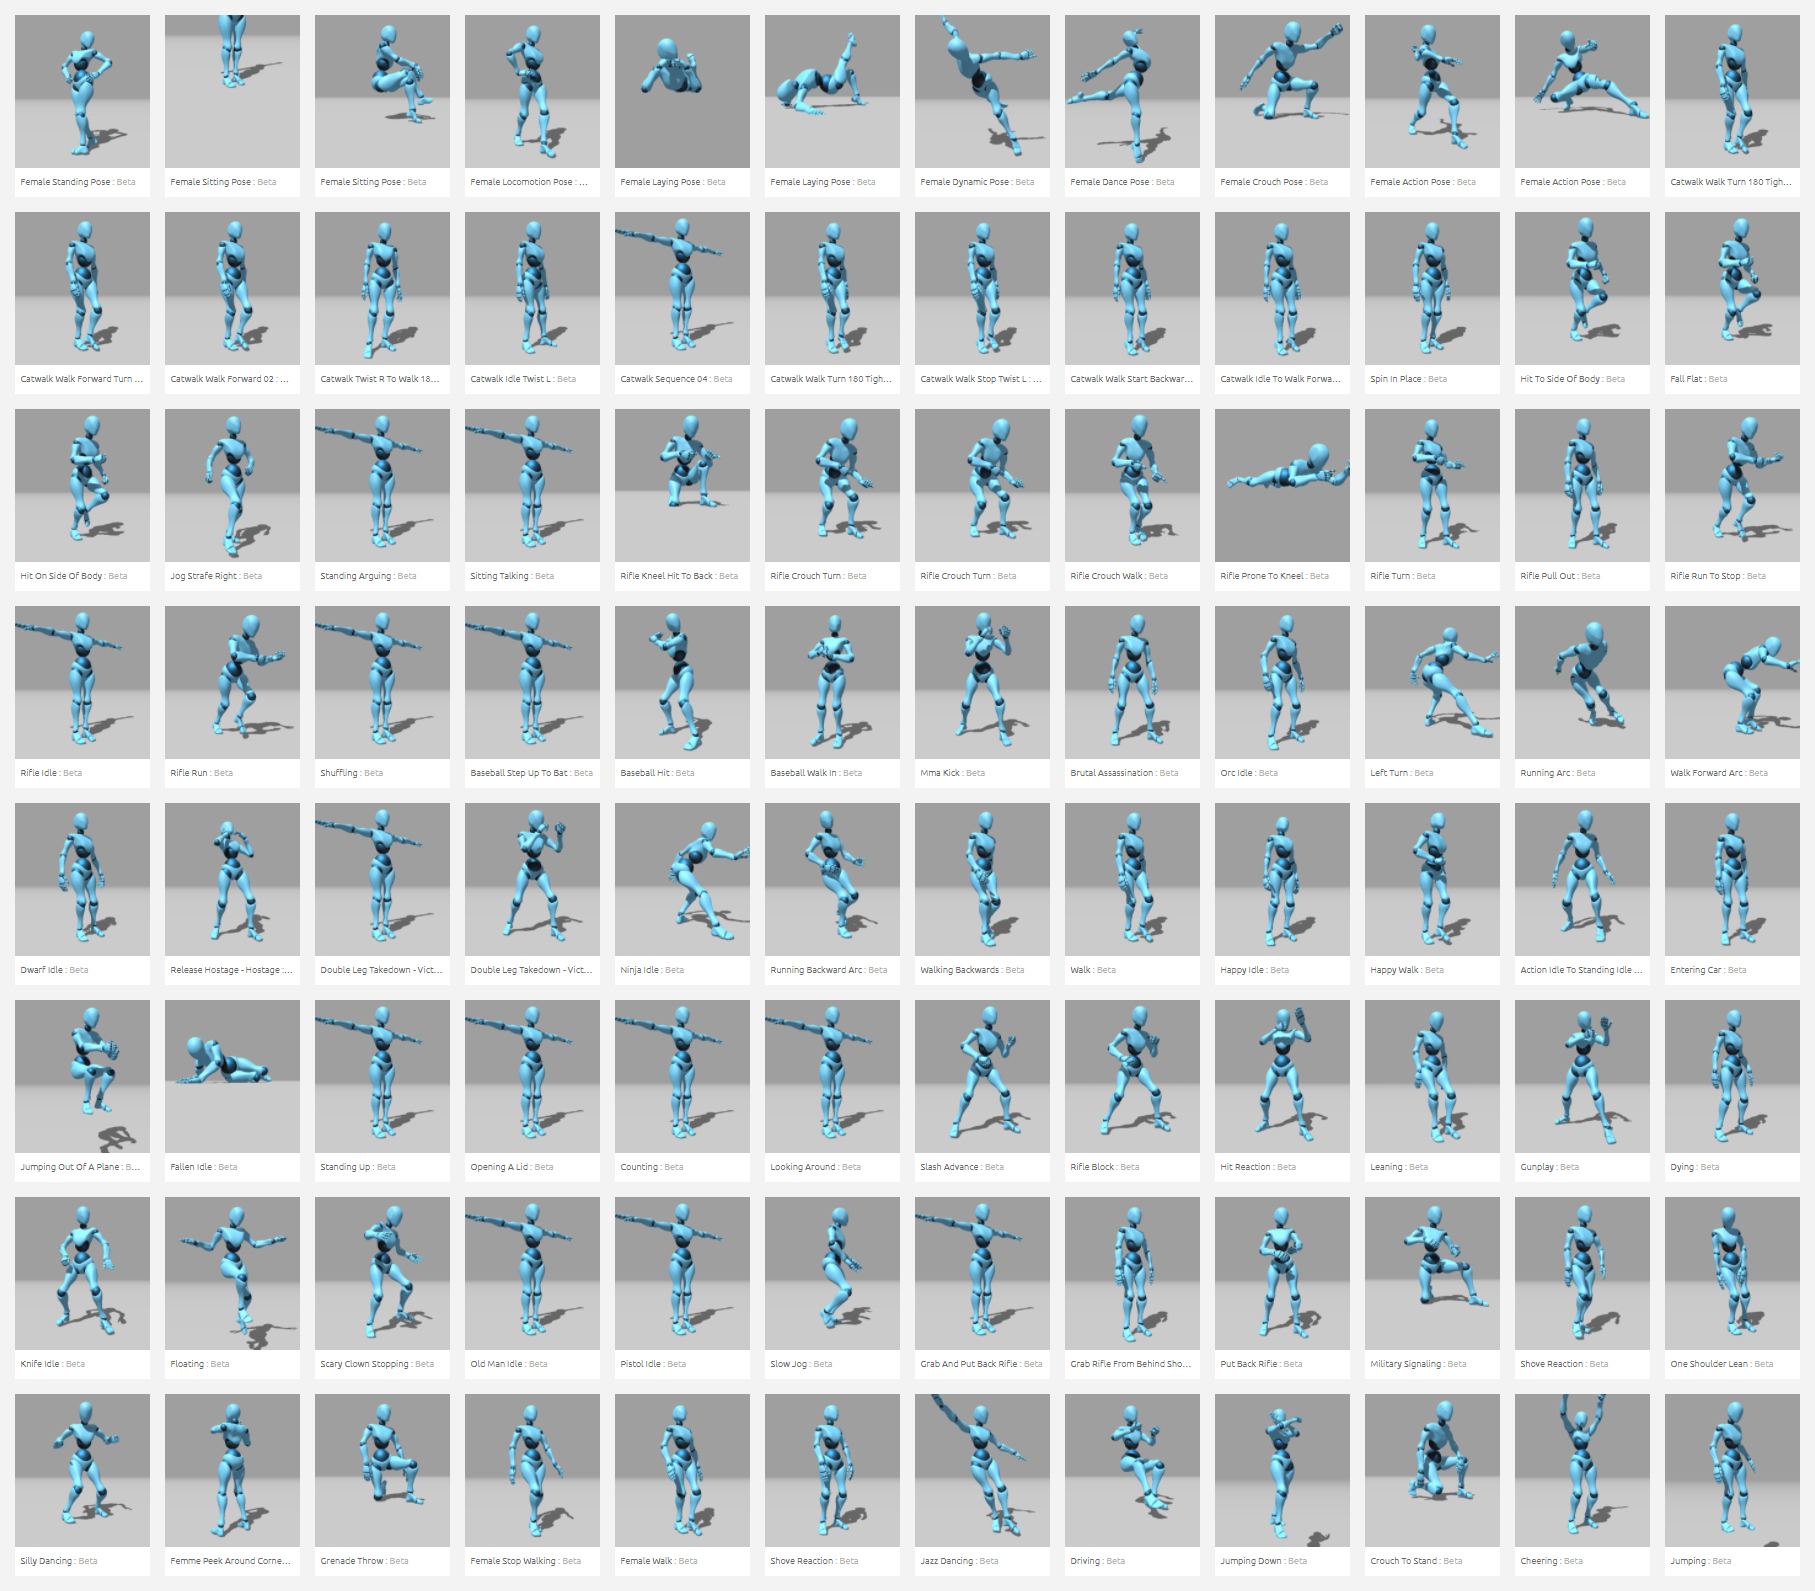 Female Standing Pose : Beta
Female Sitting Pose : Beta
Female Sitting Pose : Beta
Female Locomotion Pose : ...
Female Laying Pose : Beta
Female Laying Pose : Beta
Female Dynamic Pose : Beta
Female Dance Pose : Beta
Female Crouch Pose : Beta
Female Action Pose : Beta
Female Action Pose : Beta
Catwalk Walk Turn 180 Tigh...
Catwalk Walk Forward Turn ...
Catwalk Walk Forward 02 : ...
Catwalk Twist R To Walk 18...
Catwalk Idle Twist L : Beta
Catwalk Sequence 04 : Beta
Catwalk Walk Turn 180 Tigh...
Catwalk Walk Stop Twist L : ...
Catwalk Walk Start Backwar...
Catwalk Idle To Walk Forwa...
Spin In Place : Beta
Hit To Side Of Body : Beta
Fall Flat : Beta
Hit On Side Of Body : Beta
Jog Strafe Right : Beta
Standing Arguing : Beta
Sitting Talking : Beta
Rifle Kneel Hit To Back : Beta
Rifle Crouch Turn : Beta
Rifle Crouch Turn : Beta
Rifle Crouch Walk : Beta
Rifle Prone To Kneel : Beta
Rifle Turn : Beta
Rifle Pull Out : Beta
Rifle Run To Stop : Beta
Rifle Idle : Beta
Rifle Run : Beta
Shuffling : Beta
Baseball Step Up To Bat : Beta
Baseball Hit : Beta
Baseball Walk In : Beta
Mma Kick : Beta
Brutal Assassination : Beta
Orc Idle : Beta
Left Turn : Beta
Running Arc : Beta
Walk Forward Arc : Beta
Dwarf Idle : Beta
Release Hostage - Hostage : ...
Double Leg Takedown - Vict...
Double Leg Takedown - Vict...
Ninja Idle : Beta
Running Backward Arc : Beta
Walking Backwards : Beta
Walk : Beta
Happy Idle : Beta
Happy Walk : Beta
Action Idle To Standing Idle ...
Entering Car : Beta
Jumping Out Of A Plane : B...
Fallen Idle : Beta
Standing Up : Beta
Opening A Lid : Beta
Counting : Beta
Looking Around : Beta
Slash Advance : Beta
Rifle Block : Beta
Hit Reaction : Beta
Leaning : Beta
Gunplay : Beta
Dying : Beta
Knife Idle : Beta
Floating : Beta
Scary Clown Stopping : Beta
Old Man Idle : Beta
Pistol Idle : Beta
Slow Jog : Beta
Grab And Put Back Rifle : Beta
Grab Rifle From Behind Sho...
Put Back Rifle : Beta
Military Signaling : Beta
Shove Reaction : Beta
One Shoulder Lean : Beta
Silly Dancing : Beta
Femme Peek Around Corne...
Grenade Throw : Beta
Female Stop Walking : Beta
Female Walk : Beta
Shove Reaction : Beta
Jazz Dancing : Beta
Driving : Beta
Jumping Down : Beta
Crouch To Stand : Beta
Cheering : Beta
Jumping : Beta